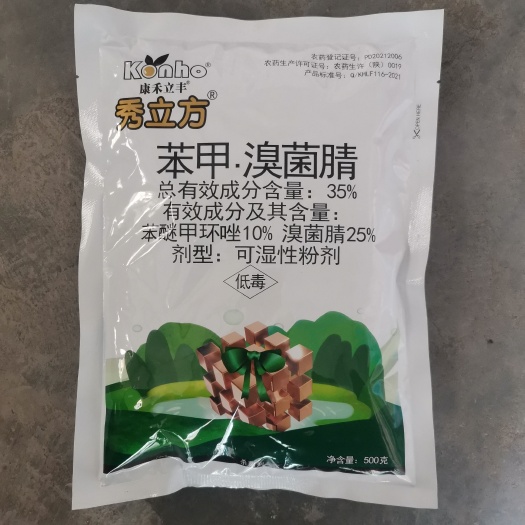 农药登记证号：PD20212006
农药生产许可证号：农药生许（陕）0019
产品标准号：Q/KHLF116-2021
Konho®
康禾立丰®
秀立方®
苯甲·溴菌腈
总有效成分含量：35%
有效成分及其含量：
苯醚甲环唑10% 溴菌腈25%
剂型：可湿性粉剂
低毒
净含量：500克